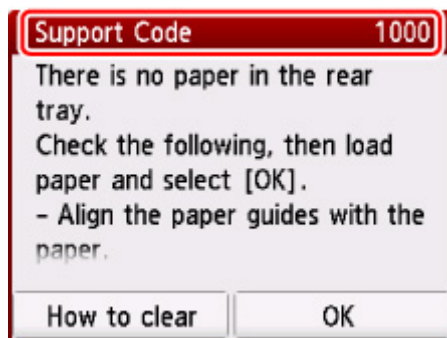 Support Code 1000
There is no paper in the rear
tray.
Check the following, then load
paper and select [OK].
- Align the paper guides with the
paper.
How to clear OK